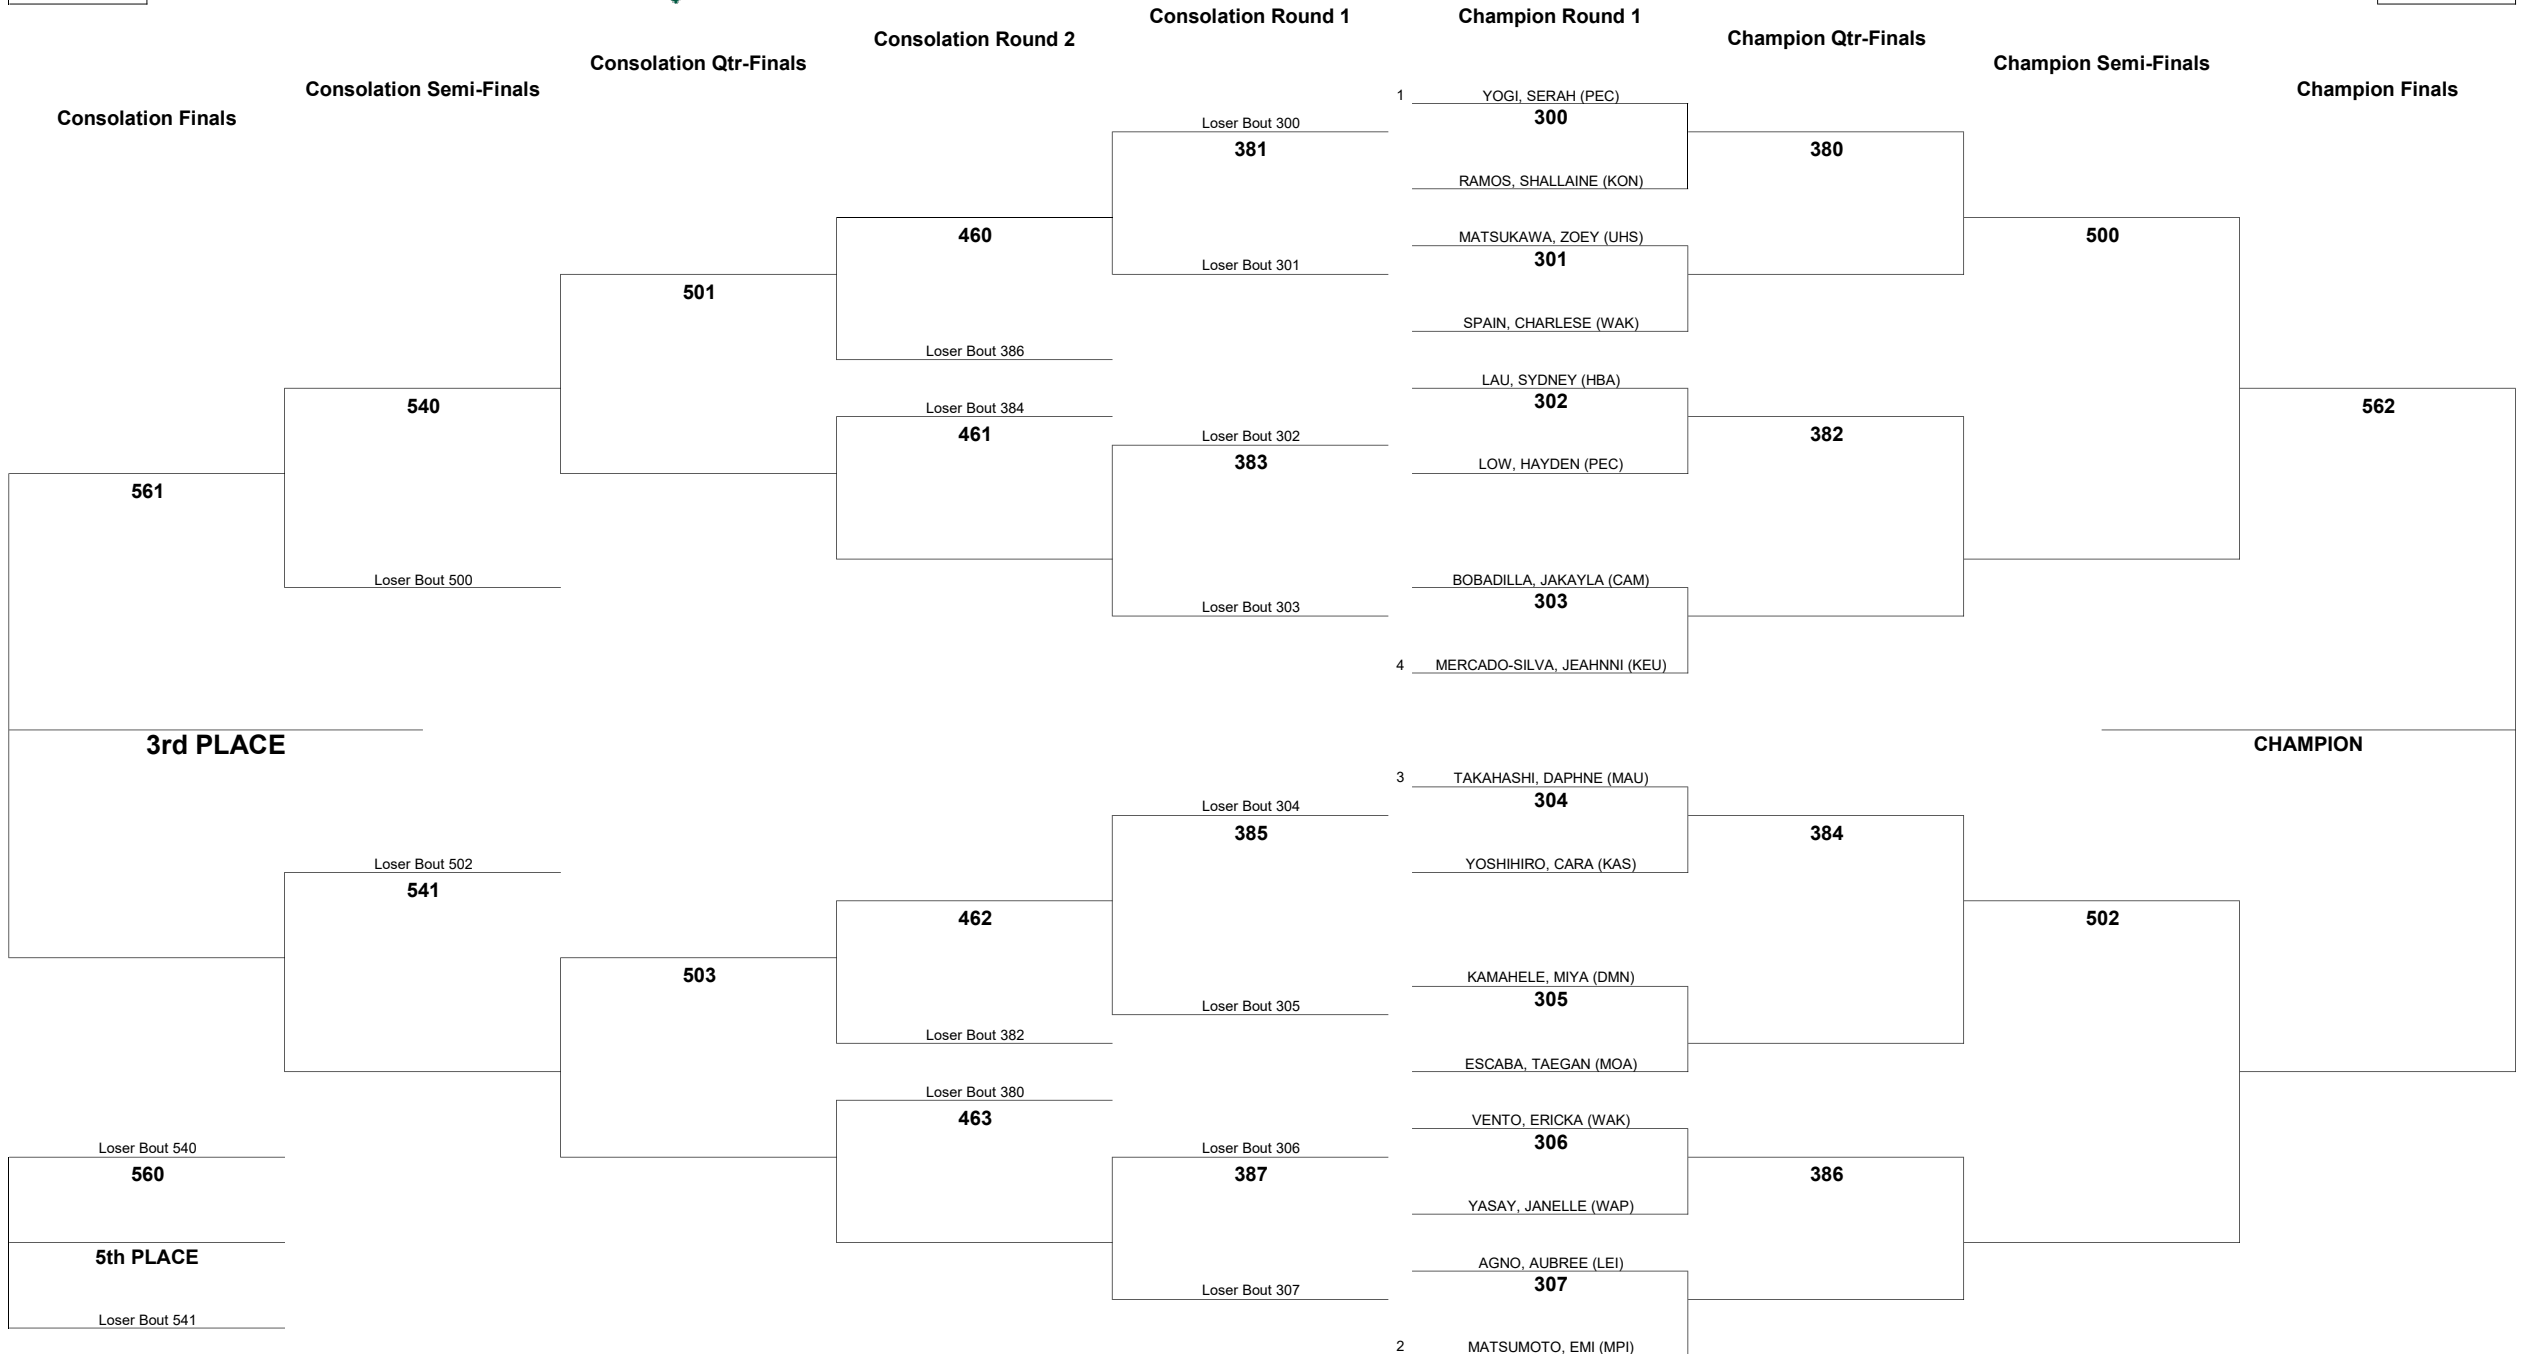 Consolation Round 1
Champion Round 1
Consolation Round 2
Champion Qtr-Finals
Consolation Qtr-Finals
Champion Semi-Finals
Consolation Semi-Finals
Champion Finals
Consolation Finals
1 YOGI, SERAH (PEC)
300
Loser Bout 300
381
380
RAMOS, SHALLAINE (KON)
460
MATSUKAWA, ZOEY (UHS)
500
301
Loser Bout 301
501
SPAIN, CHARLESE (WAK)
Loser Bout 386
LAU, SYDNEY (HBA)
302
540
Loser Bout 384
562
461
Loser Bout 302
382
383
LOW, HAYDEN (PEC)
561
Loser Bout 500
BOBADILLA, JAKAYLA (CAM)
303
Loser Bout 303
4 MERCADO-SILVA, JEAHNNI (KEU)
3rd PLACE
CHAMPION
3 TAKAHASHI, DAPHNE (MAU)
304
Loser Bout 304
385
384
Loser Bout 502
YOSHIHIRO, CARA (KAS)
541
462
502
503
KAMAHELE, MIYA (DMN)
305
Loser Bout 305
Loser Bout 382
ESCABA, TAEGAN (MOA)
Loser Bout 380
463
VENTO, ERICKA (WAK)
306
Loser Bout 540
Loser Bout 306
560
387
386
YASAY, JANELLE (WAP)
5th PLACE
AGNO, AUBREE (LEI)
307
Loser Bout 307
Loser Bout 541
2 MATSUMOTO, EMI (MPI)